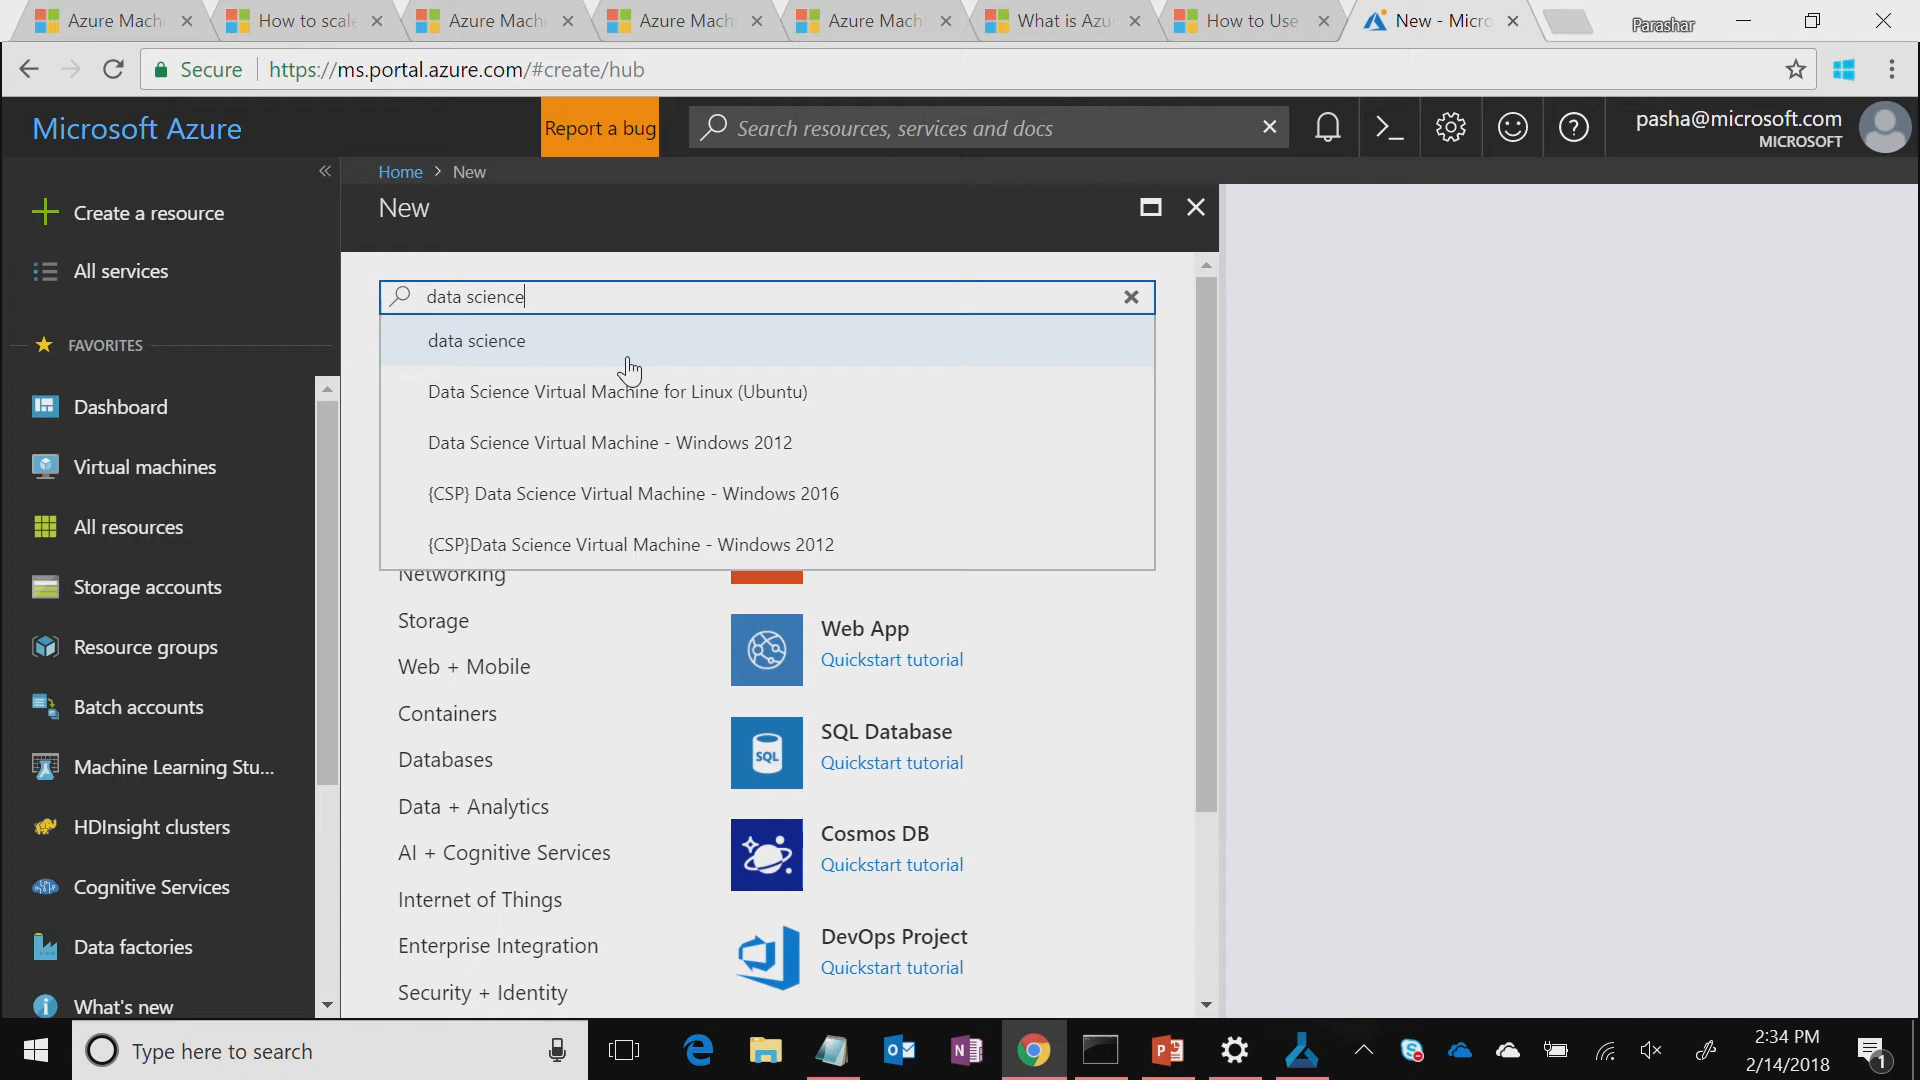 Azure Machi
How to scale
Azure Mach
Azure Mach
Azure Mach
What is Azu
How to Use
New - Micro
Parashar
Secure
https://ms.portal.azure.com/#create/hub
Microsoft Azure
Report a bug
Search resources, services and docs
pasha@microsoft.com
MICROSOFT
Home > New
New
Create a resource
All services
FAVORITES
Dashboard
Virtual machines
All resources
Storage accounts
Resource groups
Batch accounts
Machine Learning Stu...
HDInsight clusters
Cognitive Services
Data factories
What's new
data science
data science
Data Science Virtual Machine for Linux (Ubuntu)
Data Science Virtual Machine - Windows 2012
{CSP} Data Science Virtual Machine - Windows 2016
{CSP}Data Science Virtual Machine - Windows 2012
Networking
Storage
Web + Mobile
Containers
Databases
Data + Analytics
AI + Cognitive Services
Internet of Things
Enterprise Integration
Security + Identity
Web App
Quickstart tutorial
SQL
SQL Database
Quickstart tutorial
Cosmos DB
Quickstart tutorial
DevOps Project
Quickstart tutorial
Type here to search
2:34 PM
2/14/2018
1